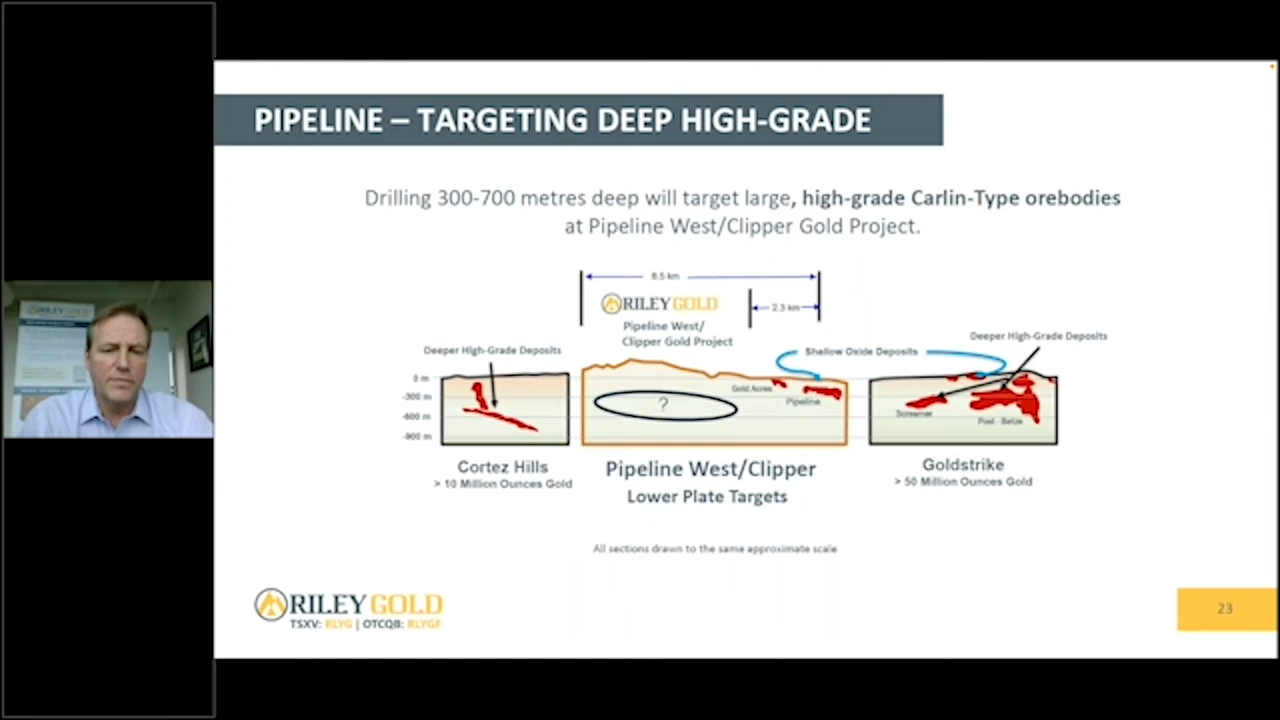 PIPELINE – TARGETING DEEP HIGH-GRADE
Drilling 300-700 metres deep will target large, high-grade Carlin-Type orebodies
at Pipeline West/Clipper Gold Project.
8.5 km
RILEY GOLD
2.3 km
Pipeline West/
Clipper Gold Project
Deeper High-Grade Deposits
Shallow Oxide Deposits
Deeper High-Grade Deposits
0 m
-300 m
-600 m
-900 m
?
Gold Acres
Pipeline
Screamer
Post - Betze
Cortez Hills
> 10 Million Ounces Gold
Pipeline West/Clipper
Lower Plate Targets
Goldstrike
> 50 Million Ounces Gold
All sections drawn to the same approximate scale
RILEY GOLD
TSXV: RLYG | OTCQB: RLYGF
23